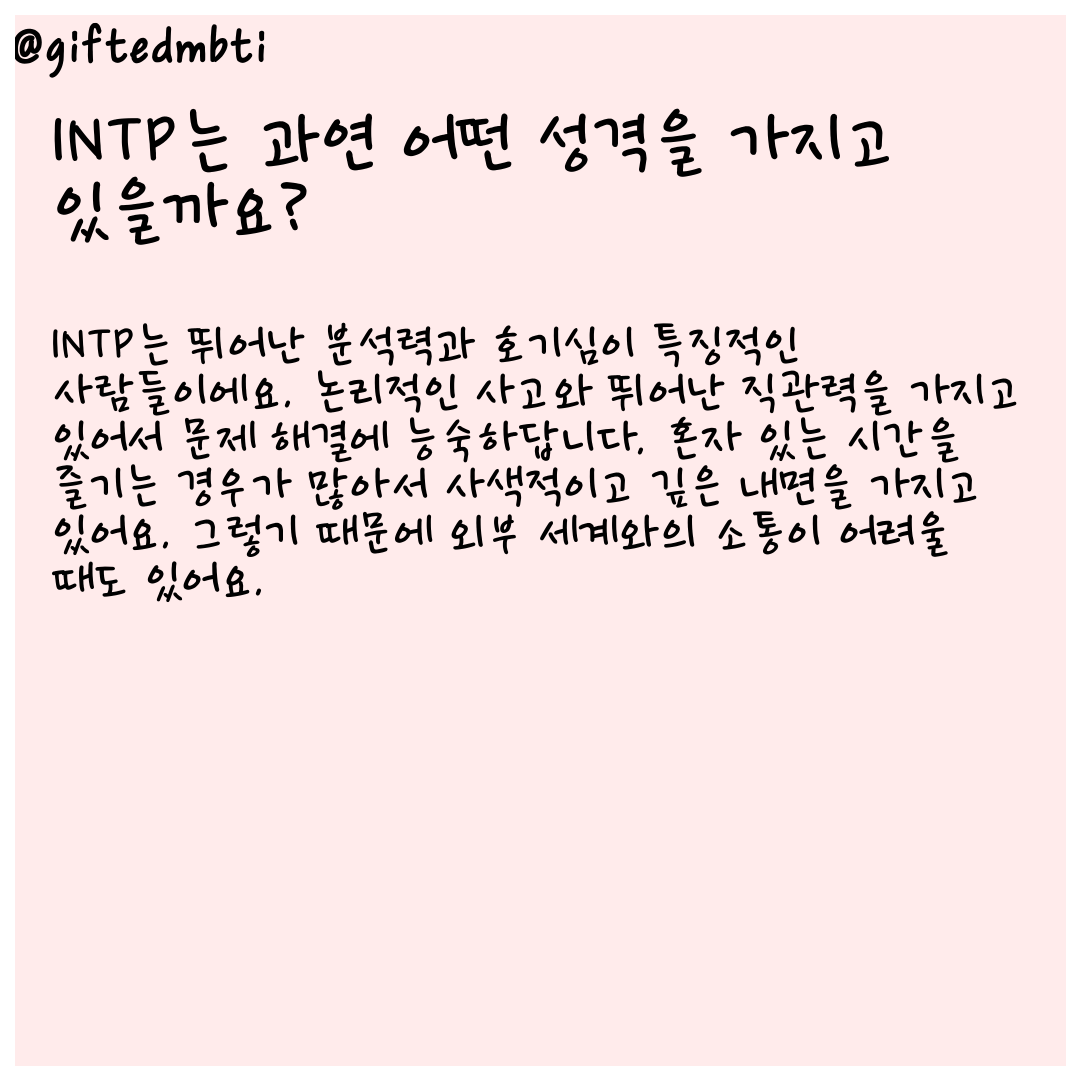 @giftedmbti
INTP는 과연 어떤 성격을 가지고
있을까요?
INTP는 뛰어난 분석력과 호기심이 특징적인
사람들이에요. 논리적인 사고와 뛰어난 직관력을 가지고
있어서 문제 해결에 능숙하답니다. 혼자 있는 시간을
즐기는 경우가 많아서 사색적이고 깊은 내면을 가지고
있어요. 그렇기 때문에 외부 세계와의 소통이 어려울
때도 있어요.